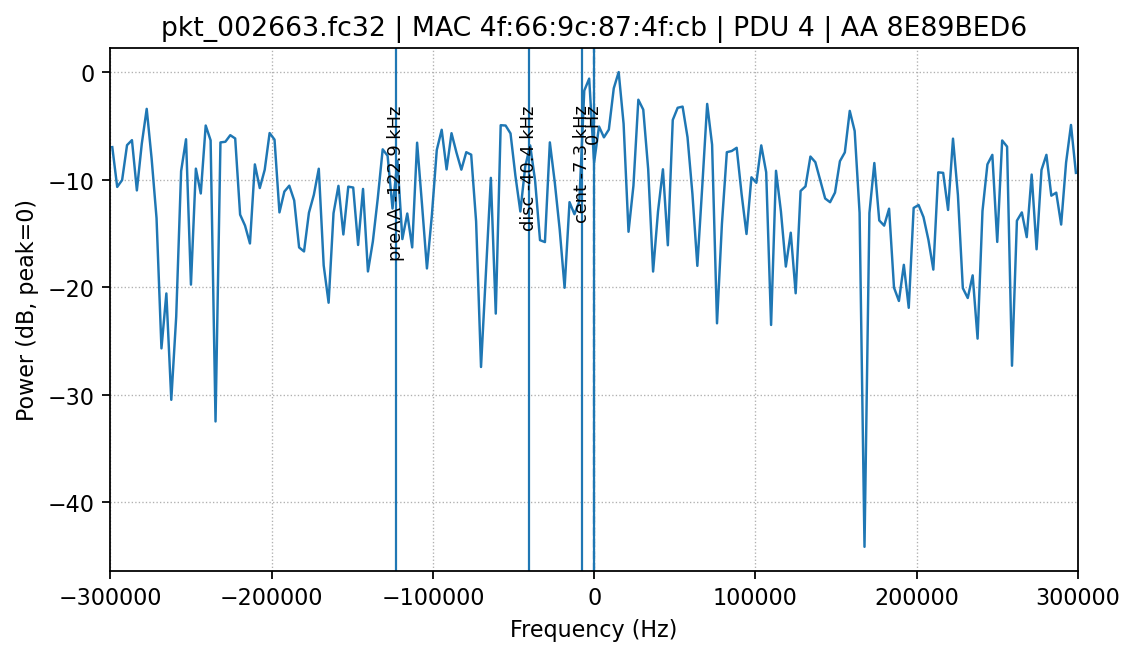 pkt_002663.fc32 | MAC 4f:66:9c:87:4f:cb | PDU 4 | AA 8E89BED6
Power (dB, peak=0)
0
−10
−20
−30
−40
preAA -122.9 kHz
disc -40.4 kHz
cent -7.3 kHz
0 Hz
−300000
−200000
−100000
0
100000
200000
300000
Frequency (Hz)